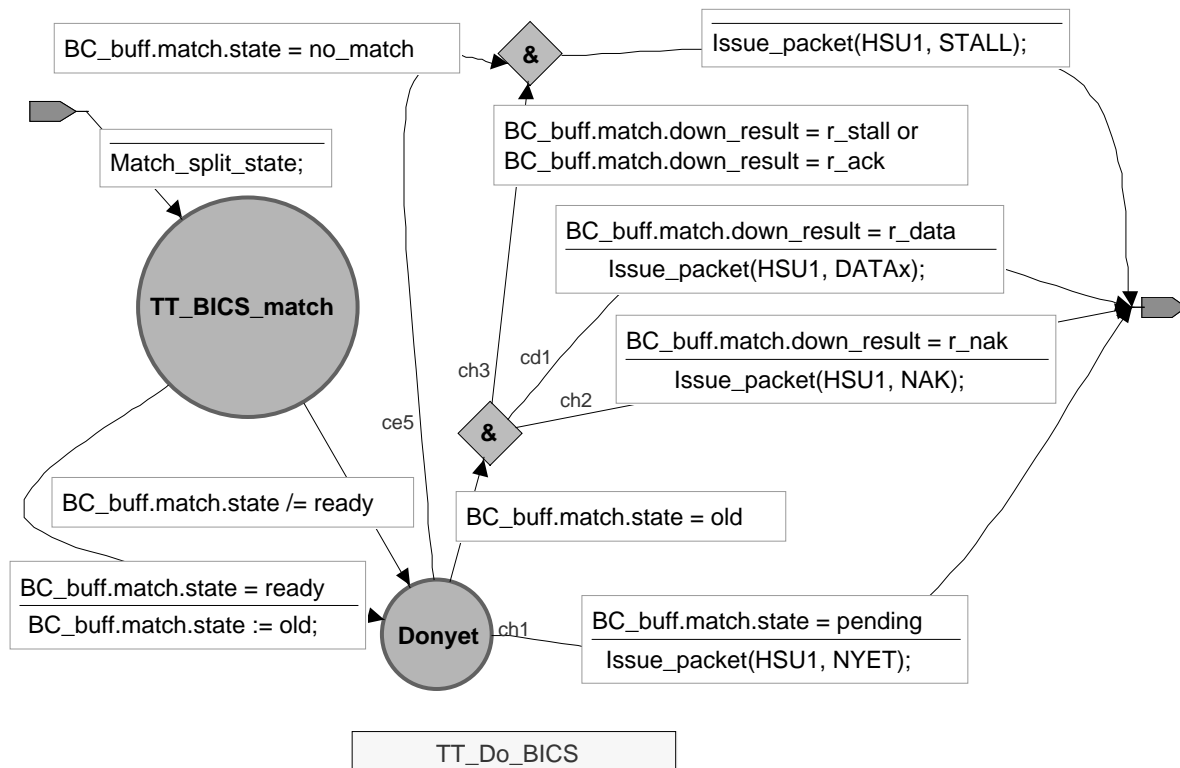 BC_buff.match.state = no_match
&
Issue_packet(HSU1, STALL);
Match_split_state;
BC_buff.match.down_result = r_stall or
BC_buff.match.down_result = r_ack
TT_BICS_match
BC_buff.match.down_result = r_data
Issue_packet(HSU1, DATAx);
BC_buff.match.down_result = r_nak
Issue_packet(HSU1, NAK);
cd1
ch3
ch2
ce5
&
BC_buff.match.state /= ready
BC_buff.match.state = old
BC_buff.match.state = ready
BC_buff.match.state := old;
Donyet
ch1
BC_buff.match.state = pending
Issue_packet(HSU1, NYET);
TT_Do_BICS